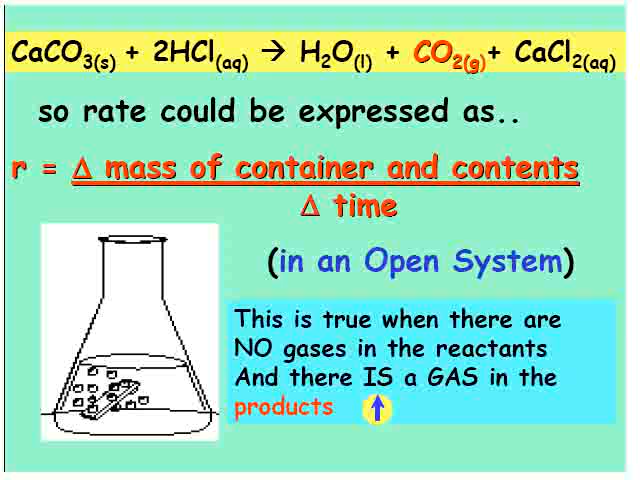 CaCO3(s) + 2HCl(aq) → H2O(l) + CO2(g) + CaCl2(aq)
so rate could be expressed as..
r = Δ mass of container and contents
Δ time
(in an Open System)
This is true when there are
NO gases in the reactants
And there IS a GAS in the
products